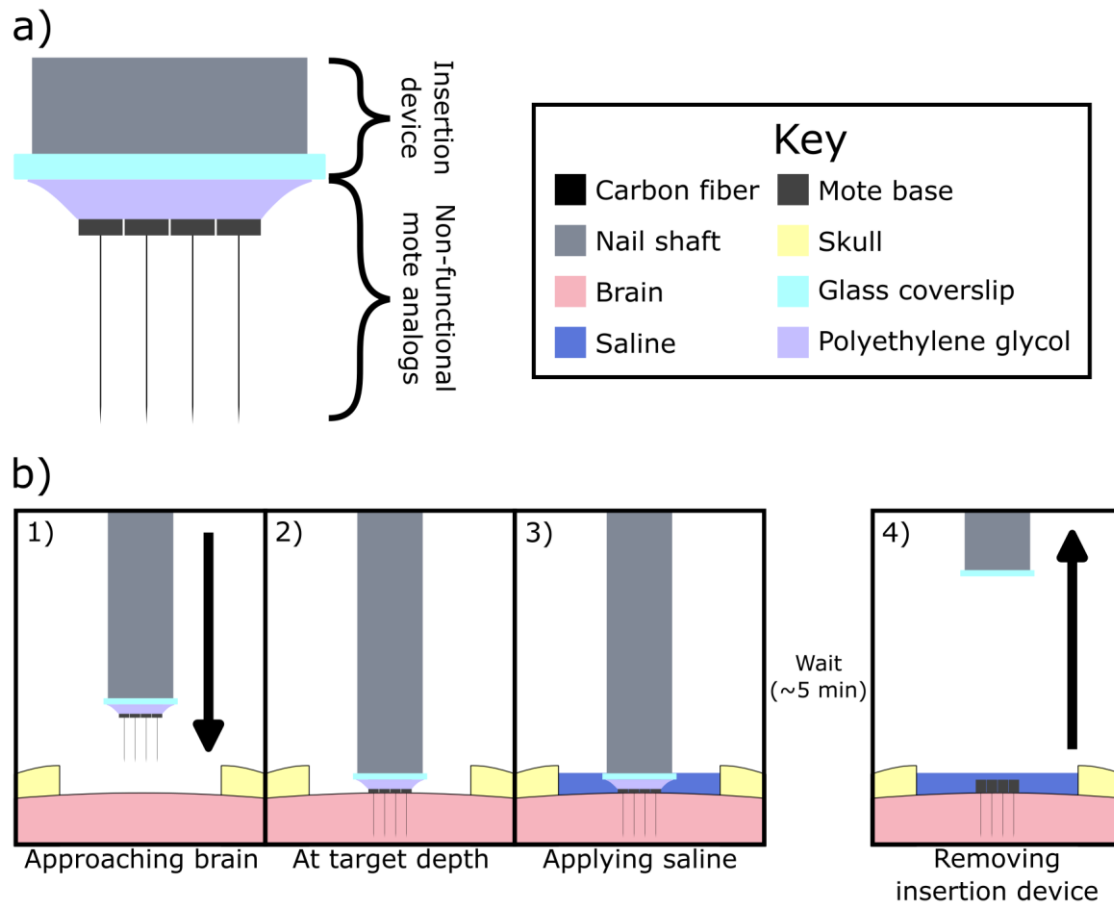 a)
Insertion
device
Non-functional
mote analogs
Key
Carbon fiber
Mote base
Nail shaft
Skull
Brain
Glass coverslip
Saline
Polyethylene glycol
b)
1)
2)
3)
4)
Wait
(~5 min)
Approaching brain
At target depth
Applying saline
Removing
insertion device